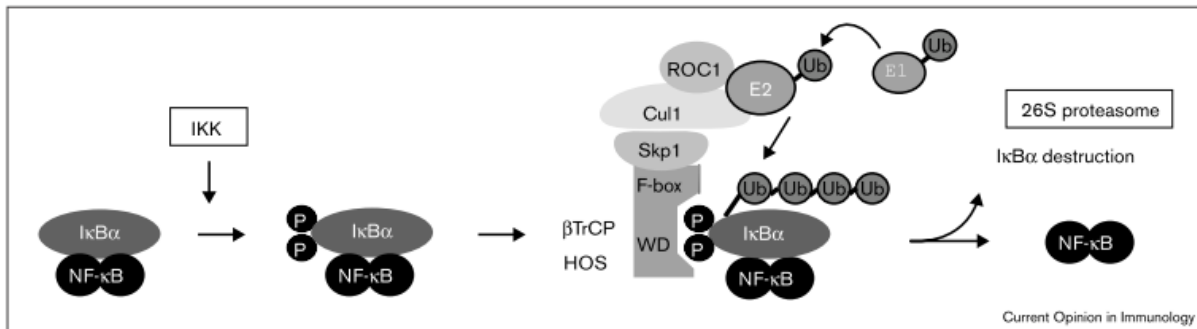 IKK
IκBα
NF-κB
P
P
IκBα
NF-κB
ROC1
E2
Ub
E1
Ub
Cul1
Skp1
F-box
WD
βTrCP
HOS
Ub Ub Ub Ub
P
P
IκBα
NF-κB
26S proteasome
IκBα destruction
NF-κB
Current Opinion in Immunology